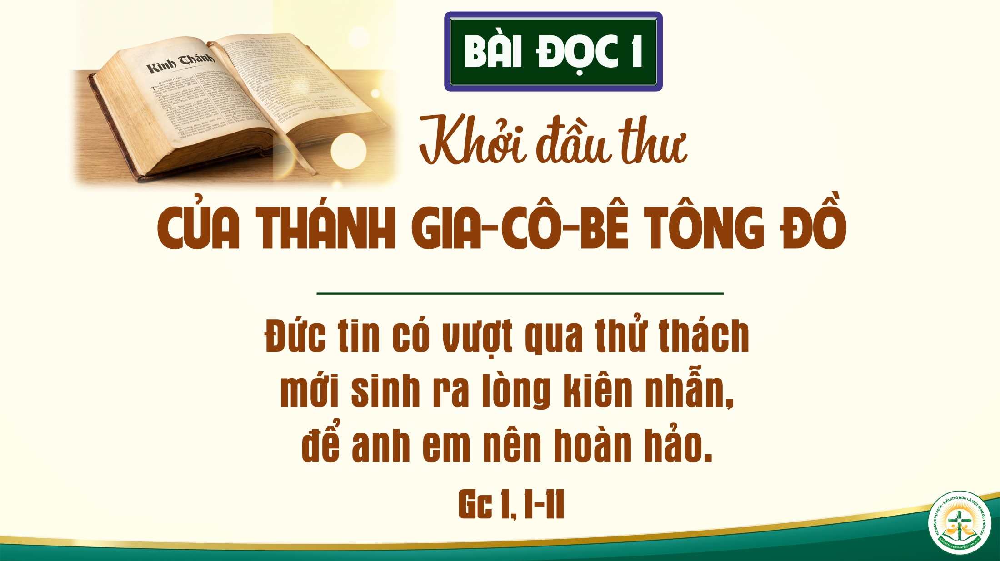 BÀI ĐỌC 1
Kinh Thánh
Khởi đầu thư
CỦA THÁNH GIA-CÔ-BÊ TÔNG ĐỒ
Đức tin có vượt qua thử thách
mới sinh ra lòng kiên nhẫn,
để anh em nên hoàn hảo.
Gc 1, 1-11
NĂM MỤC VỤ 2026 - MỖI KITÔ HỮU LÀ MỘT MÔN ĐỆ THỪA SAI
ANH EM LÀ ÁNH SÁNG THẾ GIAN